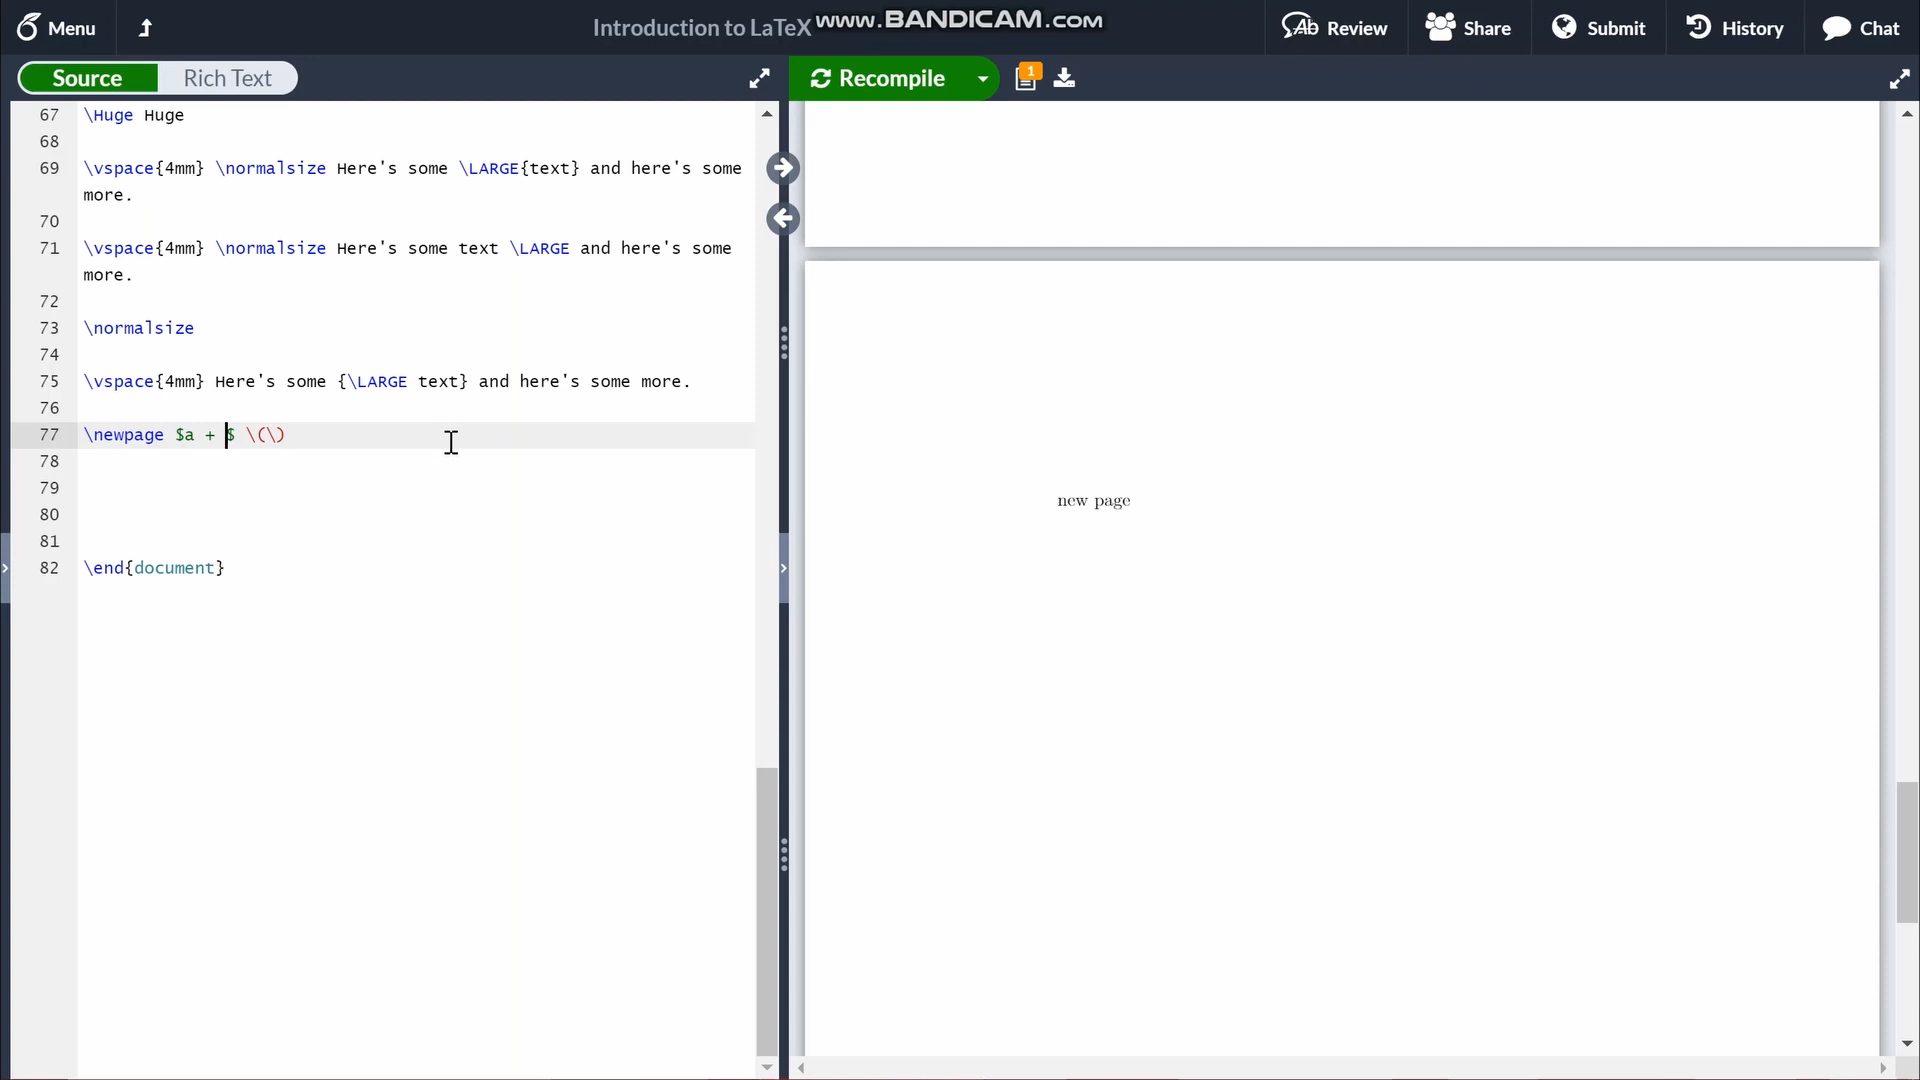 Menu
Introduction to LaTeX
www.BANDICAM.com
Review
Share
Submit
History
Chat
Source
Rich Text
Recompile
1
67 \Huge Huge
68
69 \vspace{4mm} \normalsize Here's some \LARGE{text} and here's some
more.
70
71 \vspace{4mm} \normalsize Here's some text \LARGE and here's some
more.
72
73 \normalsize
74
75 \vspace{4mm} Here's some {\LARGE text} and here's some more.
76
77 \newpage $a + $ \(\)
78
79
80
81
82 \end{document}
new page